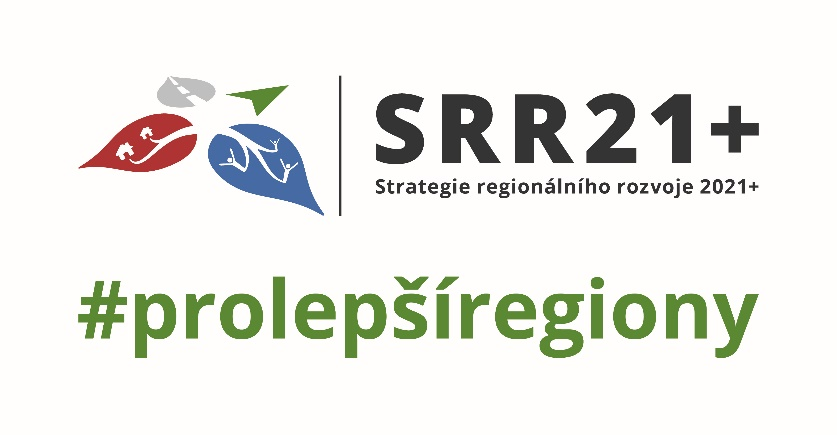 SRR21+
Strategie regionálního rozvoje 2021+
#prolepšíregiony